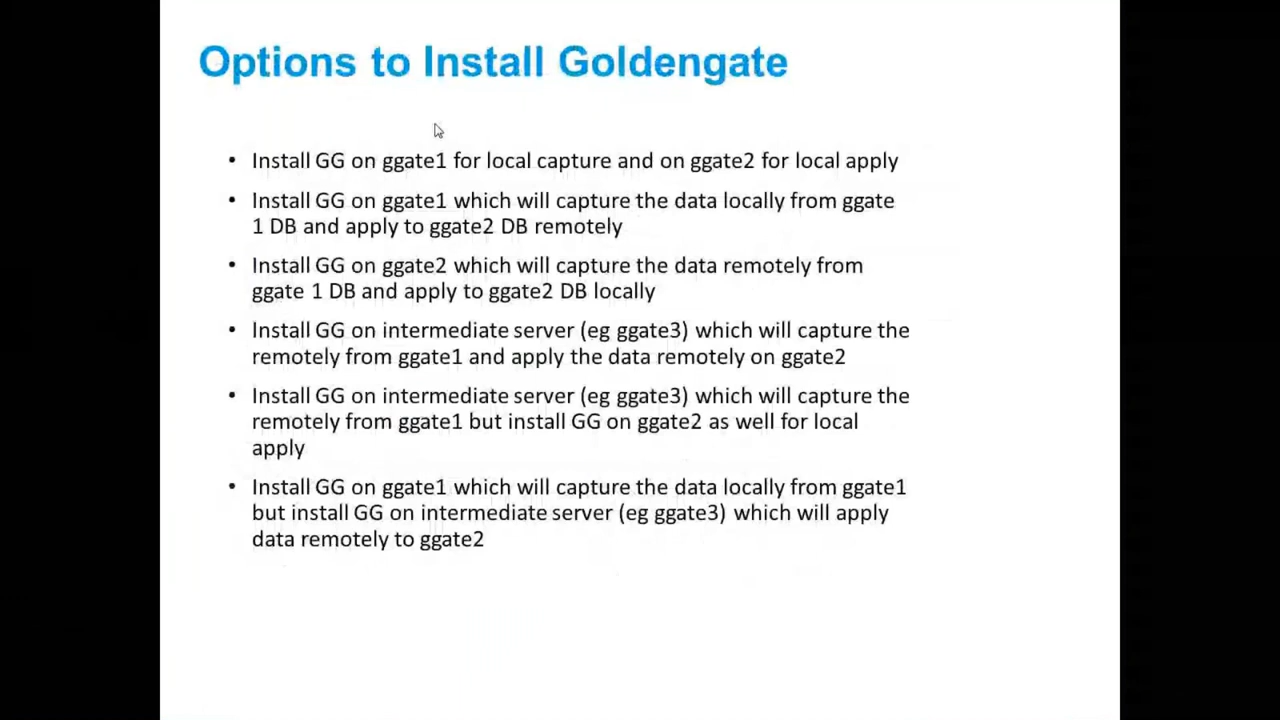 Options to Install Goldengate
• Install GG on ggate1 for local capture and on ggate2 for local apply
• Install GG on ggate1 which will capture the data locally from ggate
1 DB and apply to ggate2 DB remotely
• Install GG on ggate2 which will capture the data remotely from
ggate 1 DB and apply to ggate2 DB locally
• Install GG on intermediate server (eg ggate3) which will capture the
remotely from ggate1 and apply the data remotely on ggate2
• Install GG on intermediate server (eg ggate3) which will capture the
remotely from ggate1 but install GG on ggate2 as well for local
apply
• Install GG on ggate1 which will capture the data locally from ggate1
but install GG on intermediate server (eg ggate3) which will apply
data remotely to ggate2